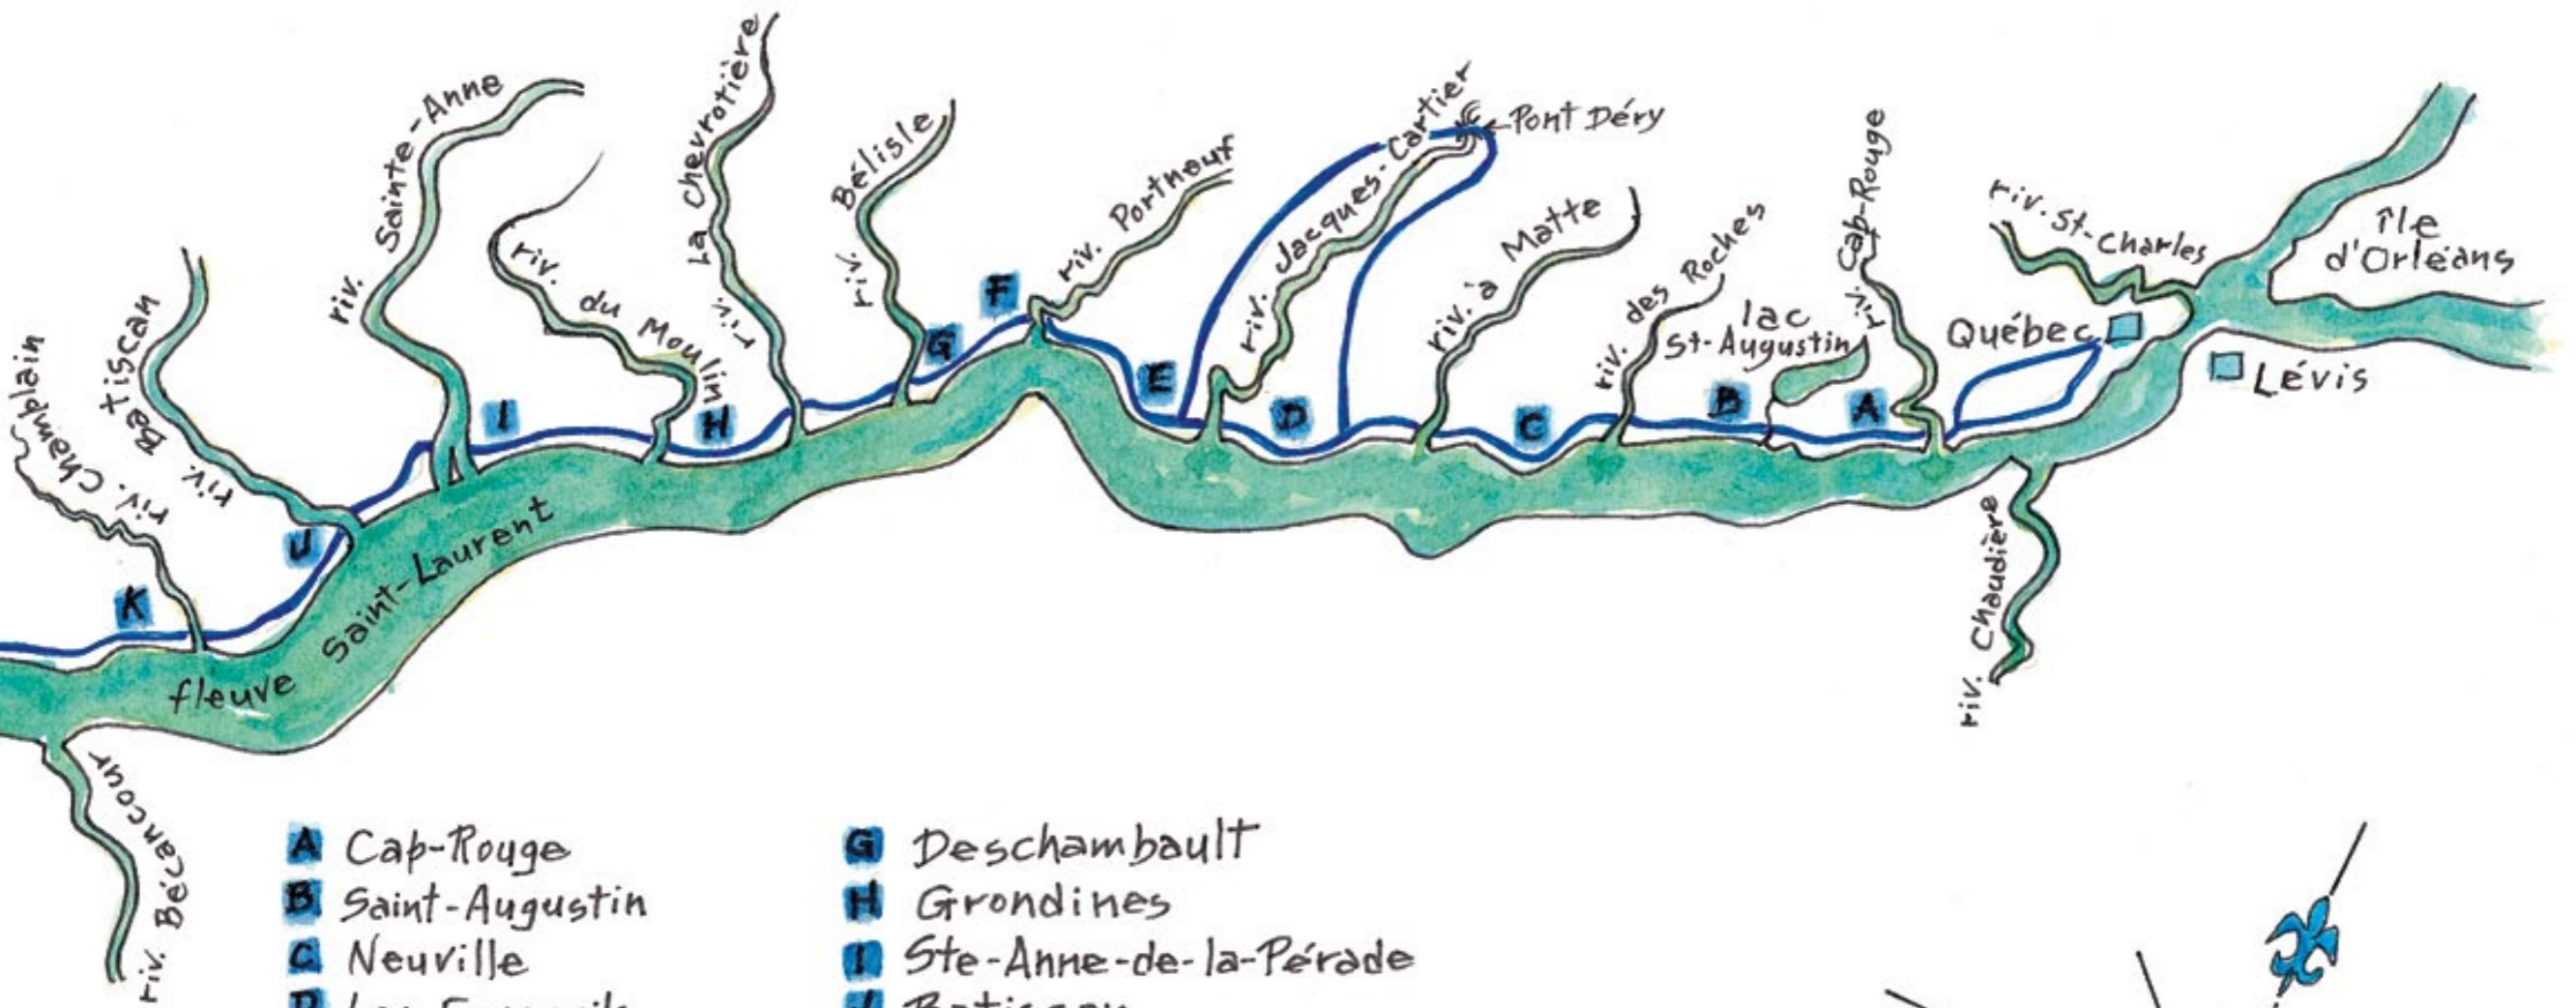 riv. Champlain
riv. Batiscan
riv. Sainte-Anne
riv. du Moulin
riv. La Chevrotière
riv. Bélisle
riv. Portneuf
riv. Jacques-Cartier
Pont Déry
riv. à Matte
riv. des Roches
lac
St-Augustin
riv. Cap-Rouge
riv. St-Charles
île
d'Orléans
Québec
Lévis
riv. Chaudière
fleuve Saint-Laurent
riv. Bécancour
K
J
I
H
G
F
E
D
C
B
A
A Cap-Rouge
B Saint-Augustin
C Neuville
D Les
G Deschambault
H Grondines
I Ste-Anne-de-la-Pérade
J Batiscan